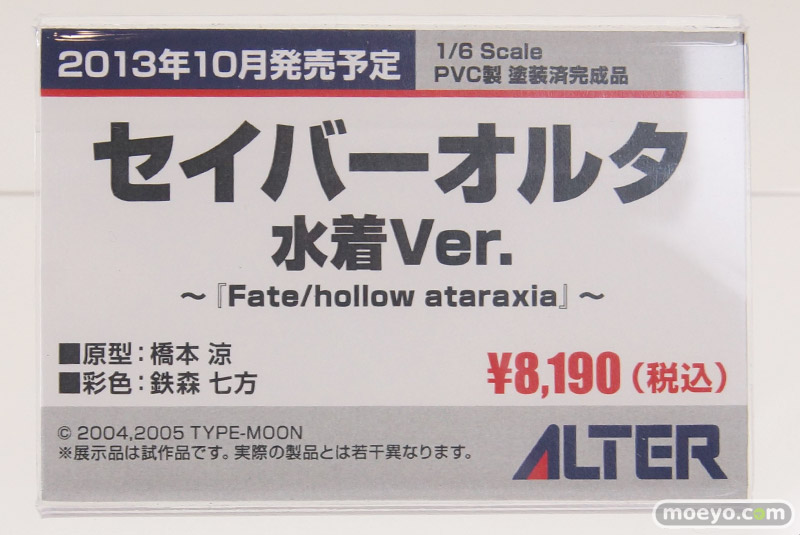 2013年10月発売予定
1/6 Scale
PVC製 塗装済完成品
セイバーオルタ
水着Ver.
～『Fate/hollow ataraxia』～
■原型：橋本 涼
■彩色：鉄森 七方
¥8,190（税込）
© 2004,2005 TYPE-MOON
※展示品は試作品です。実際の製品とは若干異なります。
ALTER
moeyo.com